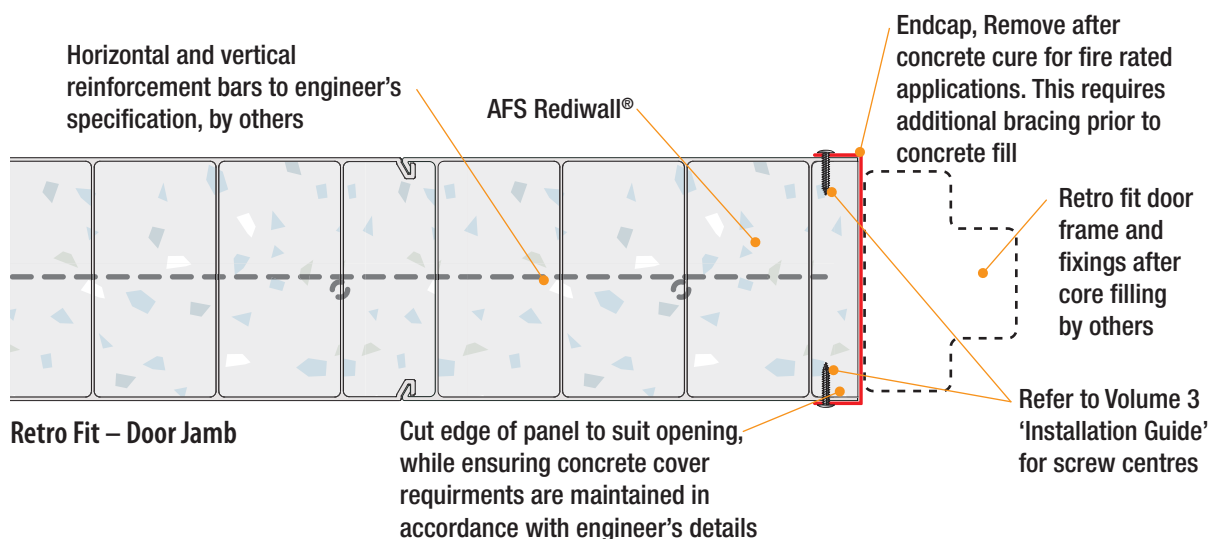 Horizontal and vertical
reinforcement bars to engineer's
specification, by others
AFS Rediwall®
Endcap, Remove after
concrete cure for fire rated
applications. This requires
additional bracing prior to
concrete fill
Retro fit door
frame and
fixings after
core filling
by others
Refer to Volume 3
'Installation Guide'
for screw centres
Retro Fit – Door Jamb
Cut edge of panel to suit opening,
while ensuring concrete cover
requirments are maintained in
accordance with engineer's details